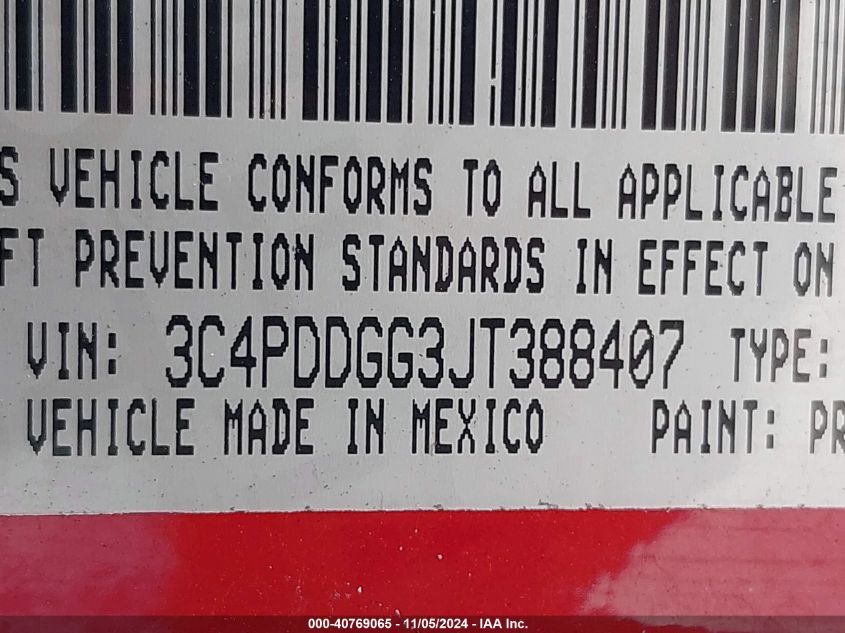 S VEHICLE CONFORMS TO ALL APPLICABLE
FT PREVENTION STANDARDS IN EFFECT ON
VIN: 3C4PDDGG3JT388407 TYPE:
VEHICLE MADE IN MEXICO PAINT: PR
000-40769065 - 11/05/2024 - IAA Inc.